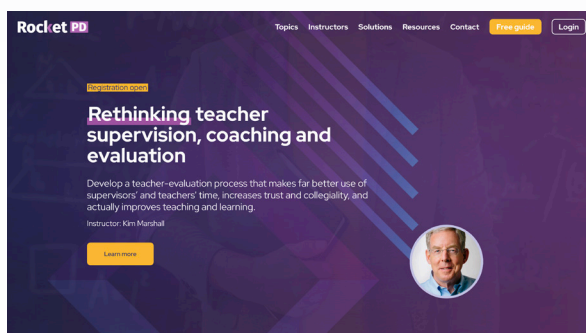 Rocket PD
Topics Instructors Solutions Resources Contact Free guide Login
Registration open
Rethinking teacher
supervision, coaching and
evaluation
Develop a teacher-evaluation process that makes far better use of
supervisors' and teachers' time, increases trust and collegiality, and
actually improves teaching and learning.
Instructor: Kim Marshall
Learn more